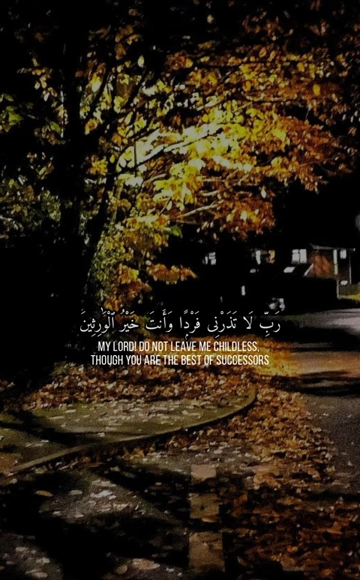 رَبِّ لَا تَذَرْنِى فَرْدًا وَأَنتَ خَيْرُ ٱلْوَٰرِثِينَ
MY LORD! DO NOT LEAVE ME CHILDLESS,
THOUGH YOU ARE THE BEST OF SUCCESSORS